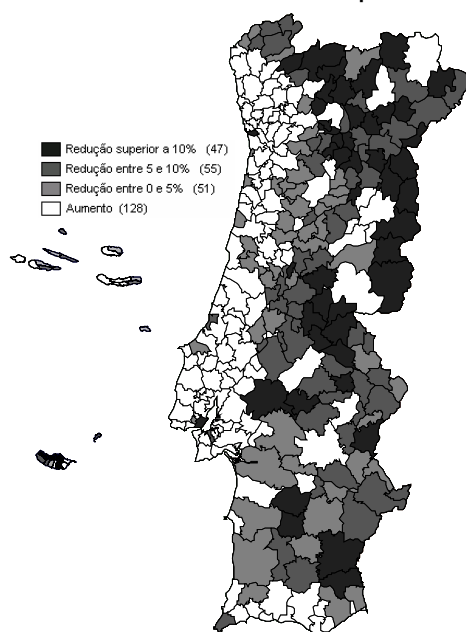 Redução superior a 10% (47)
Redução entre 5 e 10% (55)
Redução entre 0 e 5% (51)
Aumento (128)